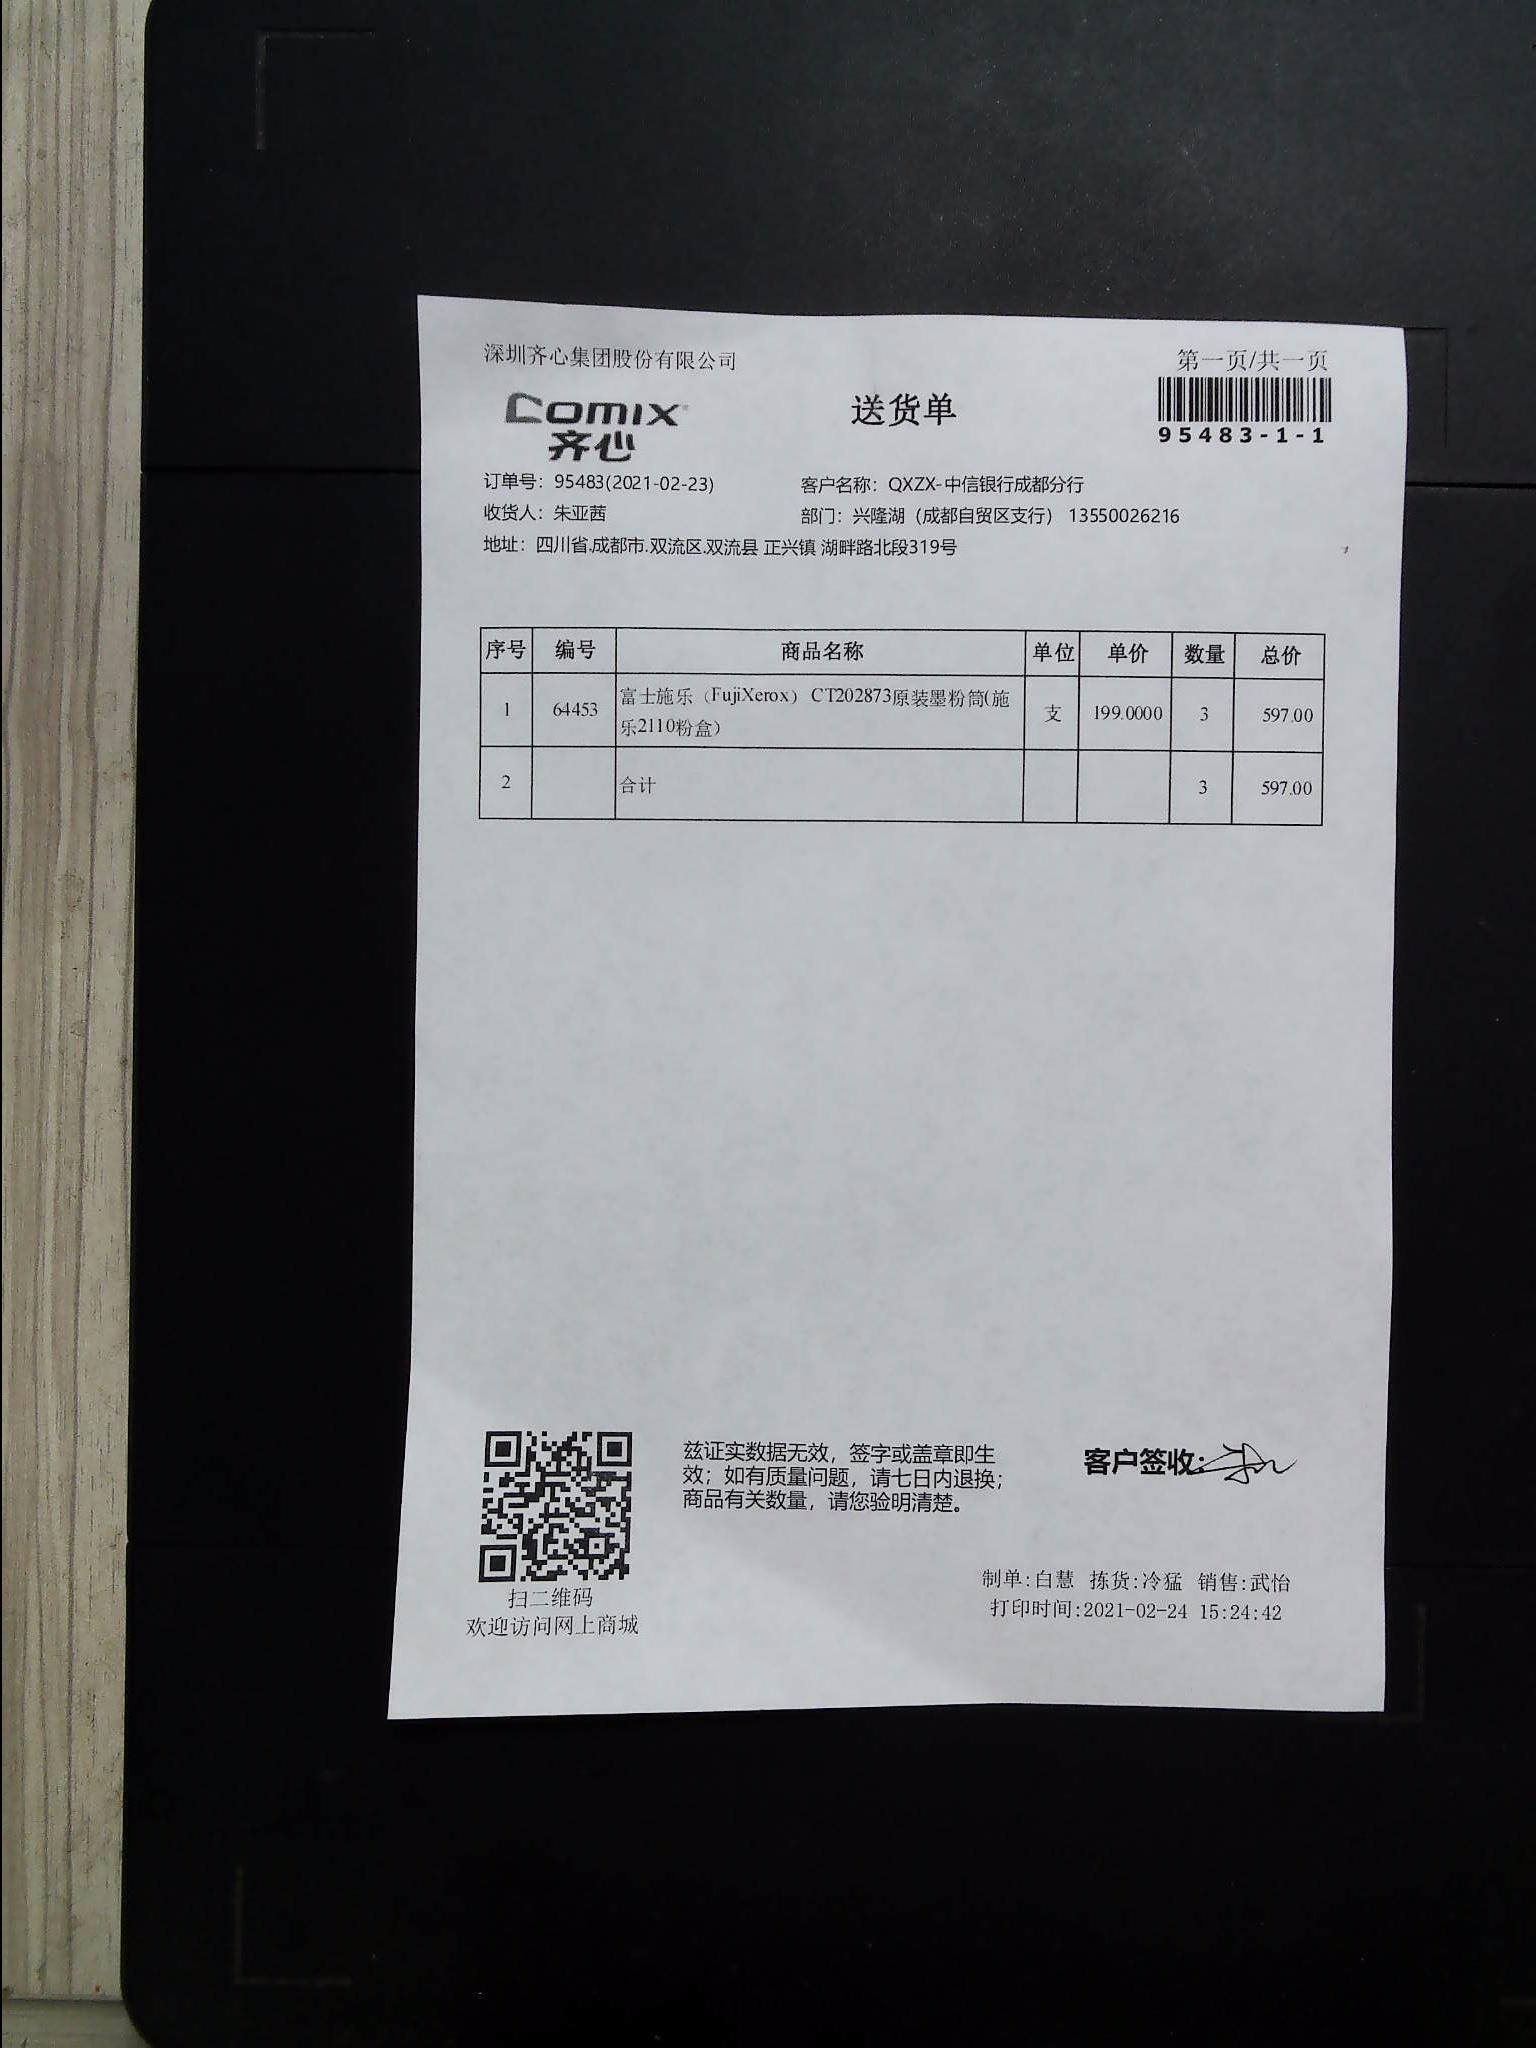 深圳齐心集团股份有限公司
第一页/共一页
comix
齐心
送货单
95483-1-1
订单号：95483(2021-02-23)
客户名称：QXZX-中信银行成都分行
收货人：朱亚茜
部门：兴隆湖（成都自贸区支行） 13550026216
地址：四川省.成都市.双流区.双流县 正兴镇 湖畔路北段319号
序号 编号 商品名称 单位 单价 数量 总价
1 64453 富士施乐（FujiXerox） CT202873原装墨粉筒(施 支 199.0000 3 597.00
乐2110粉盒）
2 合计 3 597.00
兹证实数据无效，签字或盖章即生
效；如有质量问题，请七日内退换；
商品有关数量，请您验明清楚。
客户签收：
扫二维码
欢迎访问网上商城
制单:白慧 拣货:冷猛 销售:武怡
打印时间:2021-02-24 15:24:42